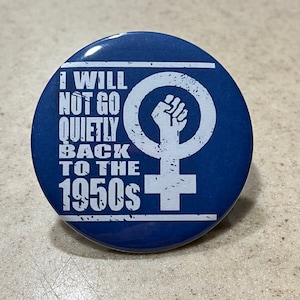 I WILL
NOT GO
QUIETLY
BACK
TO THE
1950s